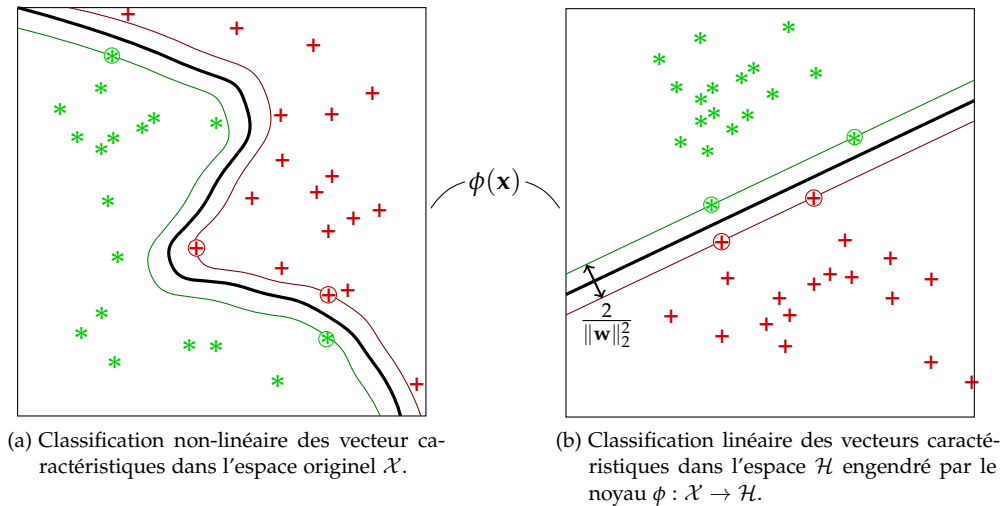 ϕ(x)
2
‖w‖₂²
(a) Classification non-linéaire des vecteur ca-
ractéristiques dans l'espace originel 𝒳.
(b) Classification linéaire des vecteurs caracté-
ristiques dans l'espace ℋ engendré par le
noyau ϕ : 𝒳 → ℋ.